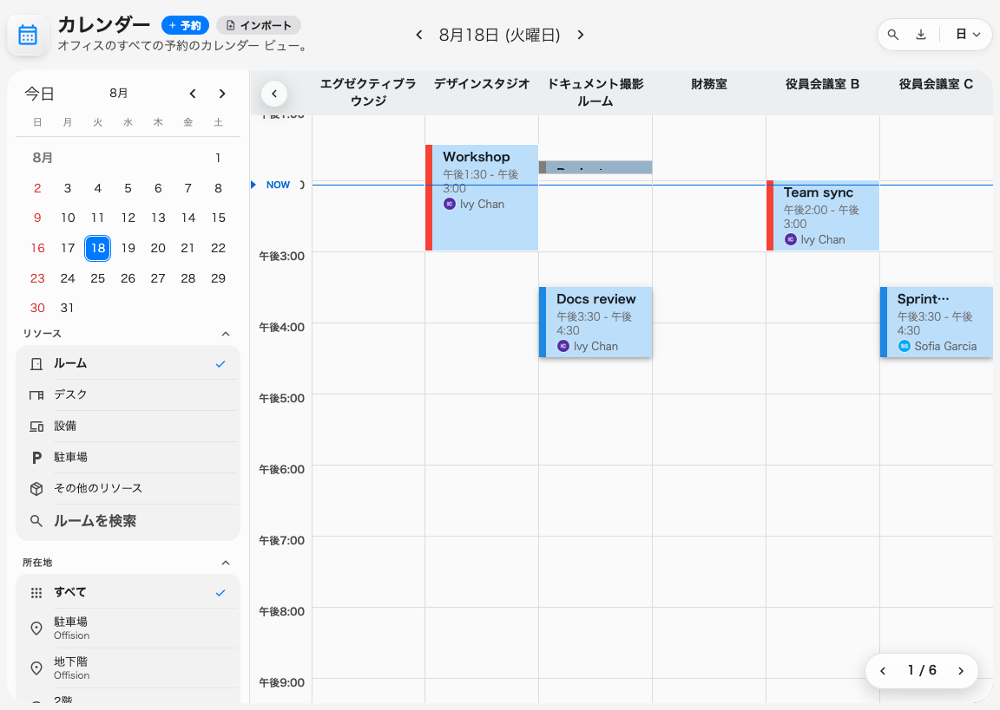 カレンダー
+ 予約
インポート
オフィスのすべての予約のカレンダー ビュー。
8月18日 (火曜日)
日
今日
8月
日 月 火 水 木 金 土
8月 1
2 3 4 5 6 7 8
9 10 11 12 13 14 15
16 17 18 19 20 21 22
23 24 25 26 27 28 29
30 31
リソース
ルーム
デスク
設備
駐車場
その他のリソース
ルームを検索
所在地
すべて
駐車場
Offision
地下階
Offision
2階
エグゼクティブラ
ウンジ
デザインスタジオ
ドキュメント撮影
ルーム
財務室
役員会議室 B
役員会議室 C
午後1:00
NOW
午後3:00
午後4:00
午後5:00
午後6:00
午後7:00
午後8:00
午後9:00
Workshop
午後1:30 - 午後
3:00
IC
Ivy Chan
Team sync
午後2:00 - 午後
3:00
IC
Ivy Chan
Docs review
午後3:30 - 午後
4:30
IC
Ivy Chan
Sprint…
午後3:30 - 午後
4:30
SG
Sofia Garcia
1 / 6